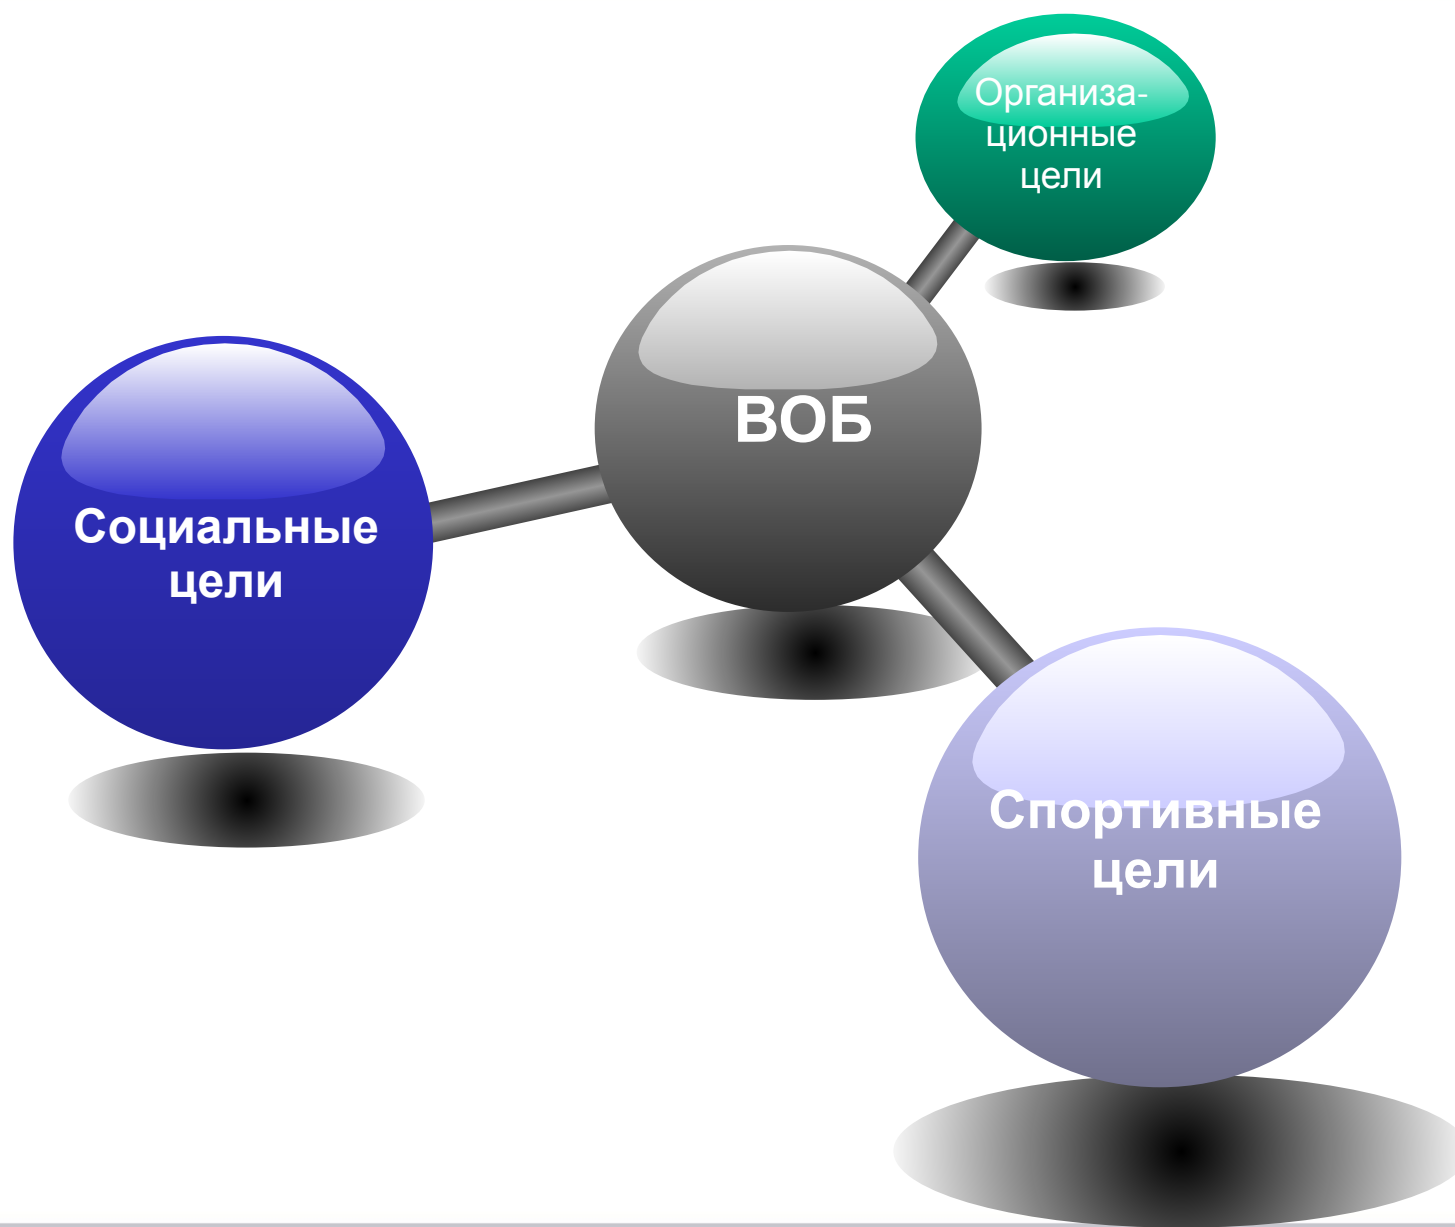 Организа-
ционные
цели
ВОБ
Социальные
цели
Спортивные
цели